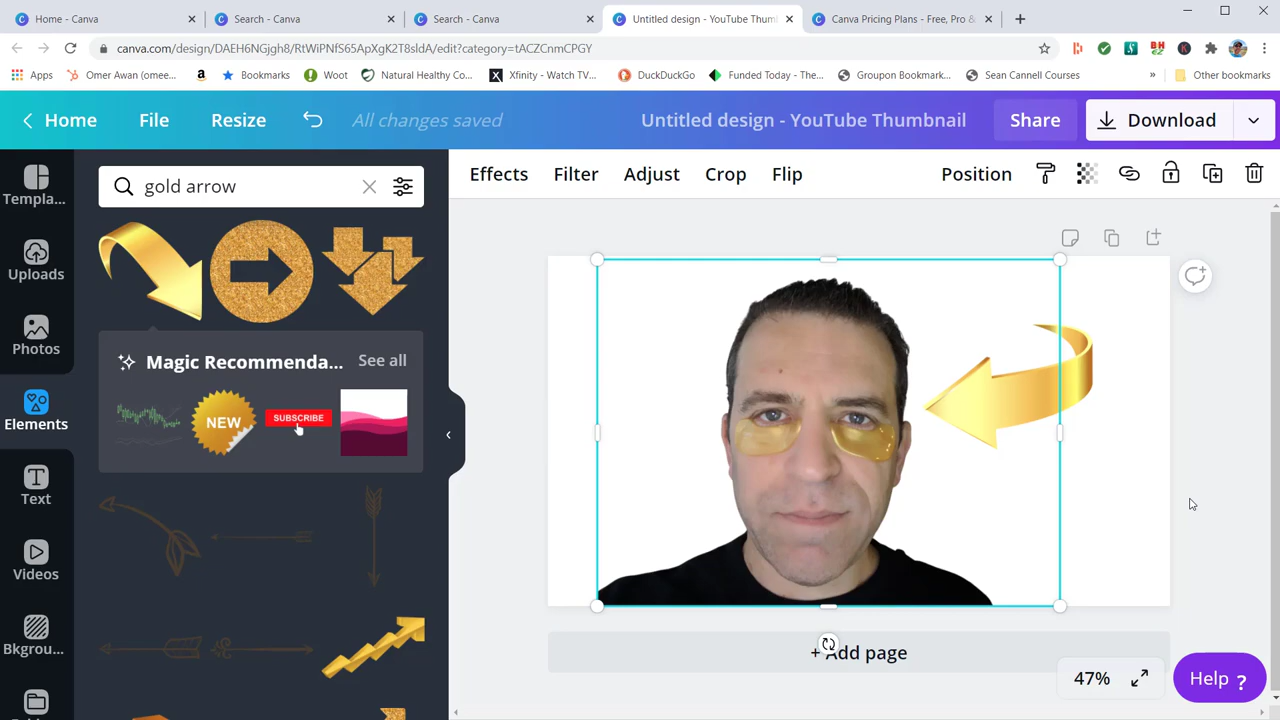 Home - Canva
Search - Canva
Search - Canva
Untitled design - YouTube Thum
Canva Pricing Plans - Free, Pro &
canva.com/design/DAEH6NGjgh8/RtWiPNfS65ApXgK2T8sIdA/edit?category=tACZCnmCPGY
Apps
Omer Awan (omee...
Bookmarks
Woot
Natural Healthy Co...
Xfinity - Watch TV...
DuckDuckGo
Funded Today - The...
Groupon Bookmark...
Sean Cannell Courses
»
Other bookmarks
Home
File
Resize
All changes saved
Untitled design - YouTube Thumbnail
Share
Download
Templa...
Uploads
Photos
Elements
Text
Videos
Bkgrou...
gold arrow
Magic Recommenda...
See all
NEW
SUBSCRIBE
Effects
Filter
Adjust
Crop
Flip
Position
+ Add page
47%
Help ?